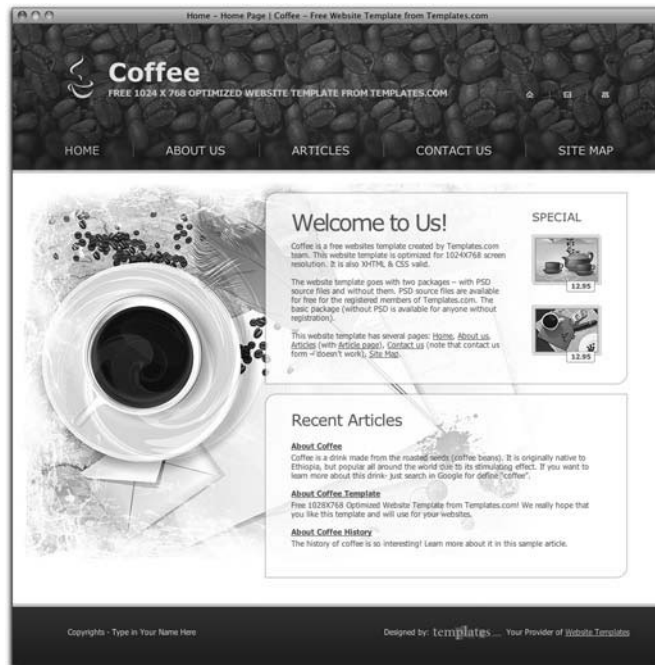 Home – Home Page | Coffee – Free Website Template from Templates.com
Coffee
FREE 1024 X 768 OPTIMIZED WEBSITE TEMPLATE FROM TEMPLATES.COM
HOME ABOUT US ARTICLES CONTACT US SITE MAP
Welcome to Us!
Coffee is a free websites template created by Templates.com
team. This website template is optimized for 1024X768 screen
resolution. It is also XHTML & CSS valid.
The website template goes with two packages – with PSD
source files and without them. PSD source files are available
for free for the registered members of Templates.com. The
basic package (without PSD is available for anyone without
registration).
This website template has several pages: Home, About us,
Articles (with Article page), Contact us (note that contact us
form – doesn't work), Site Map.
SPECIAL
12.95
12.95
Recent Articles
About Coffee
Coffee is a drink made from the roasted seeds (coffee beans). It is originally native to
Ethiopia, but popular all around the world due to its stimulating effect. If you want to
learn more about this drink- just search in Google for define "coffee".
About Coffee Template
Free 1028X768 Optimized Website Template from Templates.com! We really hope that
you like this template and will use for your websites.
About Coffee History
The history of coffee is so interesting! Learn more about it in this sample article.
Copyrights - Type in Your Name Here
Designed by: templates Your Provider of Website Templates